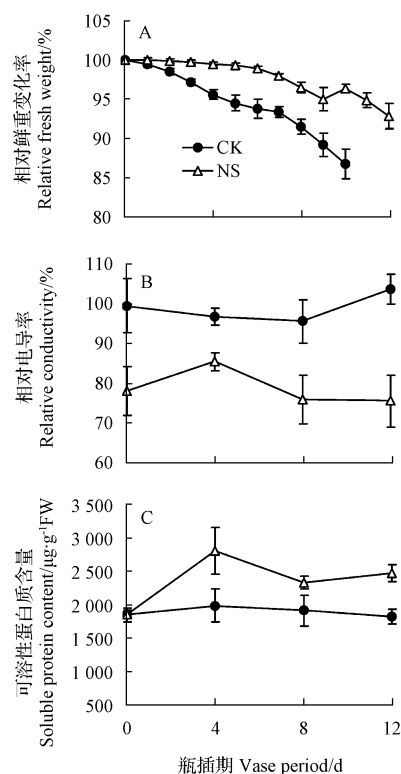 105
100
95
90
85
80
A
CK
NS
相对鲜重变化率
Relative fresh weight/%
110
100
90
80
70
60
B
相对电导率
Relative conductivity/%
3 500
3 000
2 500
2 000
1 500
1 000
500
C
可溶性蛋白质含量
Soluble protein content/μg·g⁻¹FW
0 4 8 12
瓶插期 Vase period/d